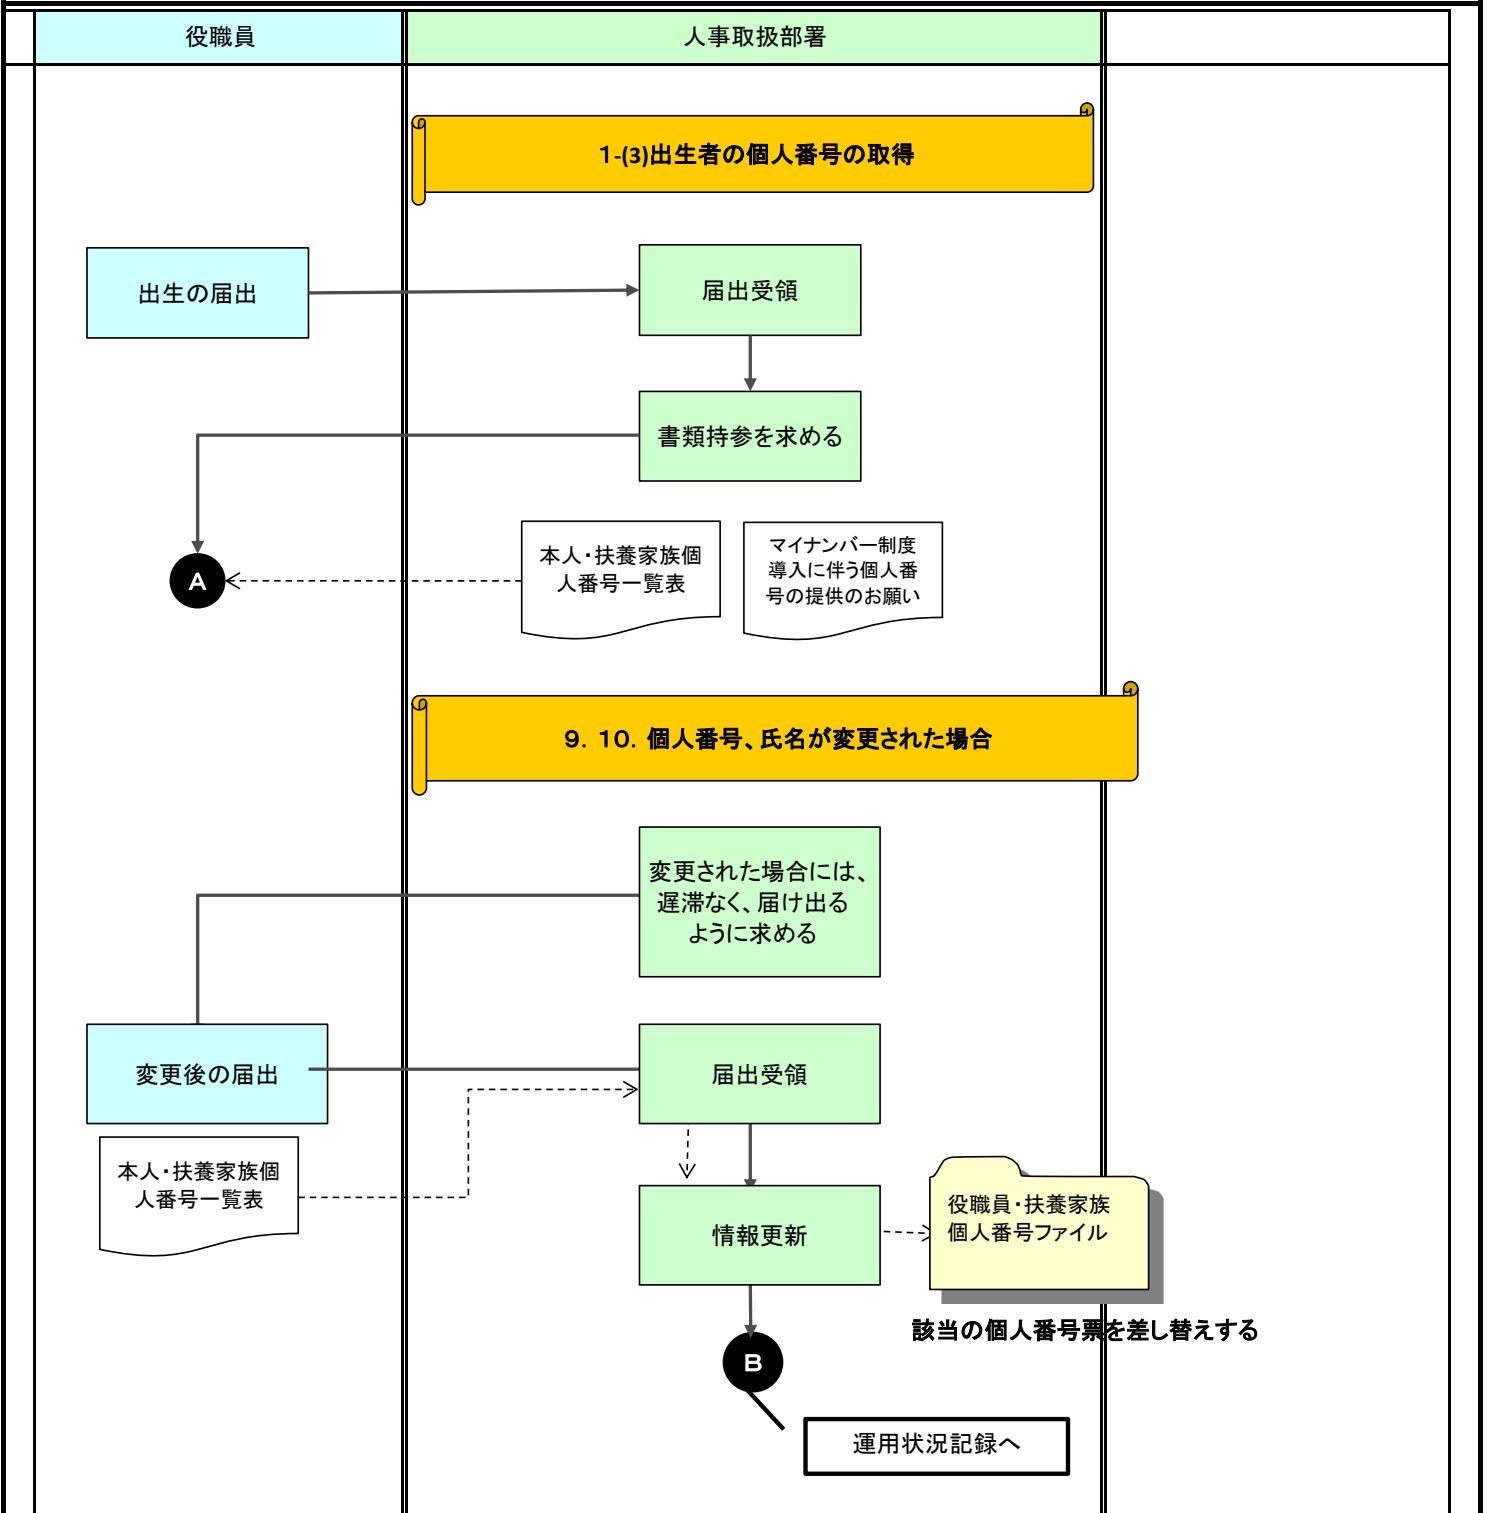 役職員
人事取扱部署
1-(3)出生者の個人番号の取得
出生の届出
届出受領
書類持参を求める
A
本人・扶養家族個
人番号一覧表
マイナンバー制度
導入に伴う個人番
号の提供のお願い
9．10．個人番号、氏名が変更された場合
変更された場合には、
遅滞なく、届け出る
ように求める
変更後の届出
届出受領
本人・扶養家族個
人番号一覧表
情報更新
役職員・扶養家族
個人番号ファイル
該当の個人番号票を差し替えする
B
運用状況記録へ